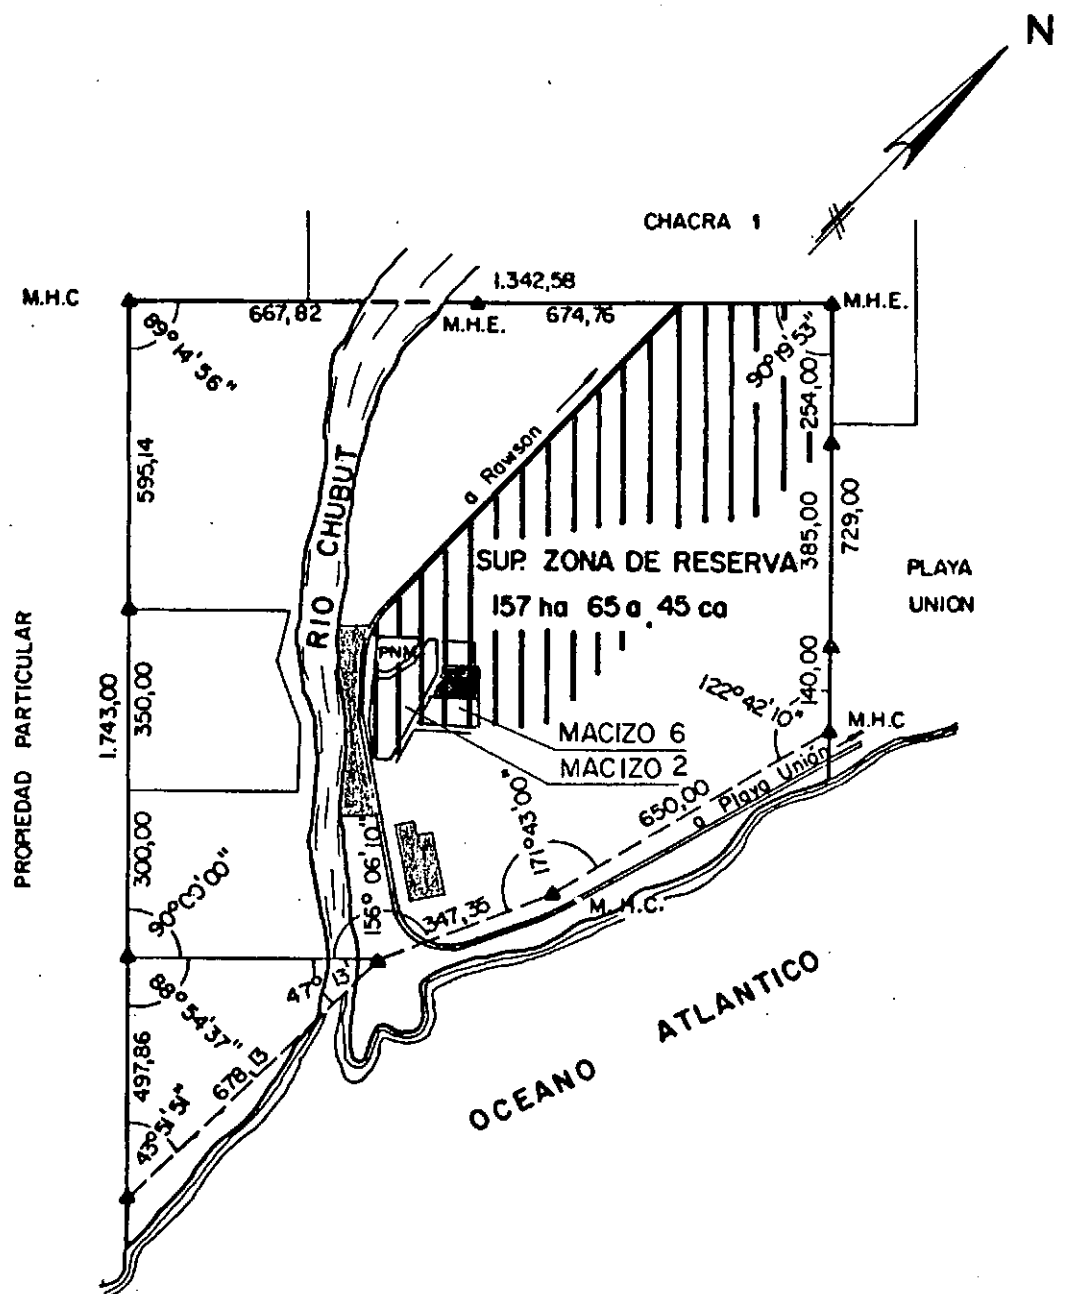 N
CHACRA 1
M.H.C
1.342,58
667,82
M.H.E.
674,76
M.H.E.
89°14'56"
90°19'53"
254,00
595,14
RIO CHUBUT
a Rawson
385,00
729,00
SUP. ZONA DE RESERVA
157 ha 65 a. 45 ca
PLAYA
UNION
PROPIEDAD PARTICULAR
1.743,00
350,00
PNM
140,00
122°42'10"
M.H.C
MACIZO 6
MACIZO 2
650,00
a Playa Unión
171°43'00"
300,00
90°00'00"
156° 06'10"
347,35
M.H.C.
47° 13'
88°54'37"
497,86
678,13
43°51'51"
OCEANO ATLANTICO